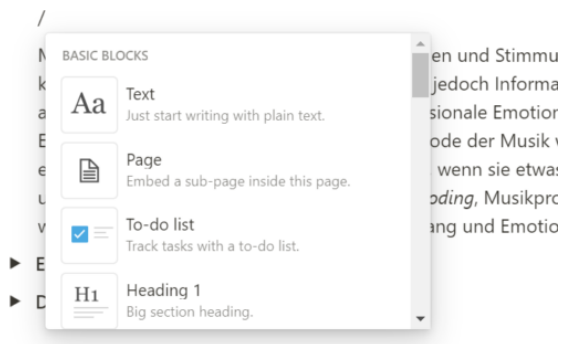 /
BASIC BLOCKS
Aa Text
Just start writing with plain text.
Page
Embed a sub-page inside this page.
To-do list
Track tasks with a to-do list.
H1 Heading 1
Big section heading.
en und Stimmu
jedoch Informa
sionale Emotion
ode der Musik
wenn sie etwas
oding, Musikpro
ang und Emotio
E
D